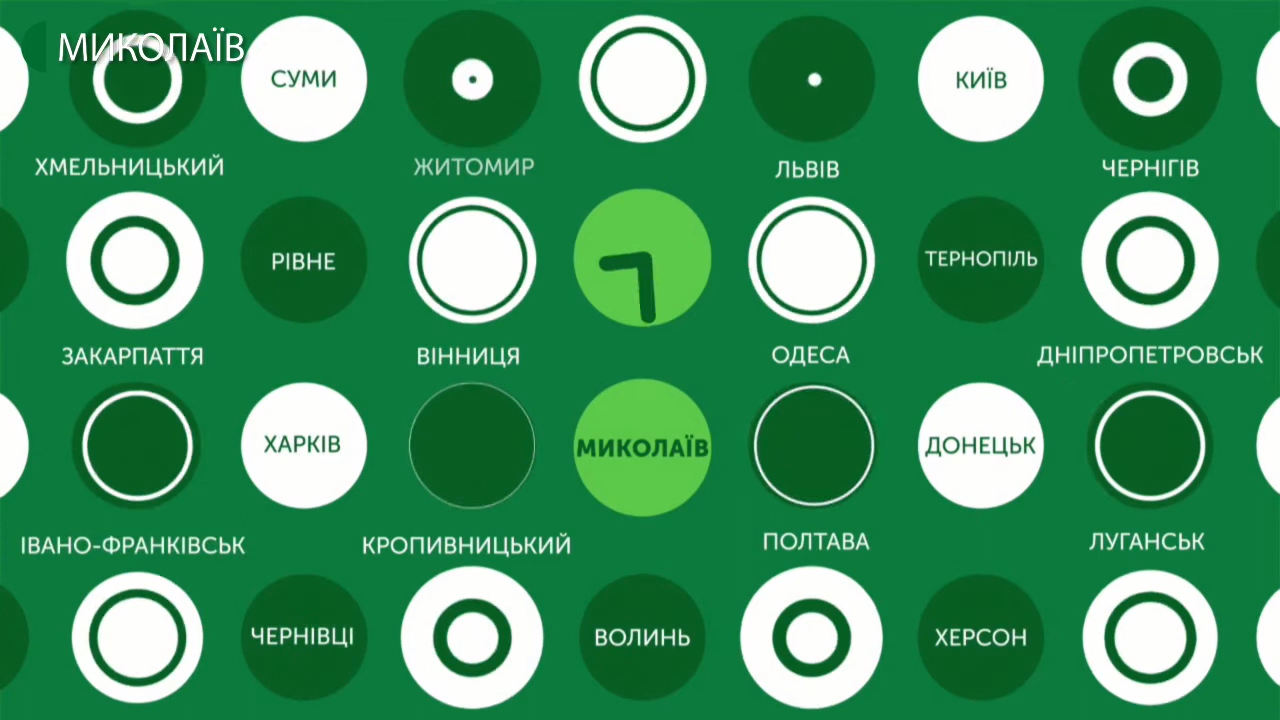 МИКОЛАЇВ
СУМИ
КИЇВ
ХМЕЛЬНИЦЬКИЙ
ЖИТОМИР
ЛЬВІВ
ЧЕРНІГІВ
РІВНЕ
ТЕРНОПІЛЬ
ЗАКАРПАТТЯ
ВІННИЦЯ
ОДЕСА
ДНІПРОПЕТРОВСЬК
ХАРКІВ
МИКОЛАЇВ
ДОНЕЦЬК
ІВАНО-ФРАНКІВСЬК
КРОПИВНИЦЬКИЙ
ПОЛТАВА
ЛУГАНСЬК
ЧЕРНІВЦІ
ВОЛИНЬ
ХЕРСОН